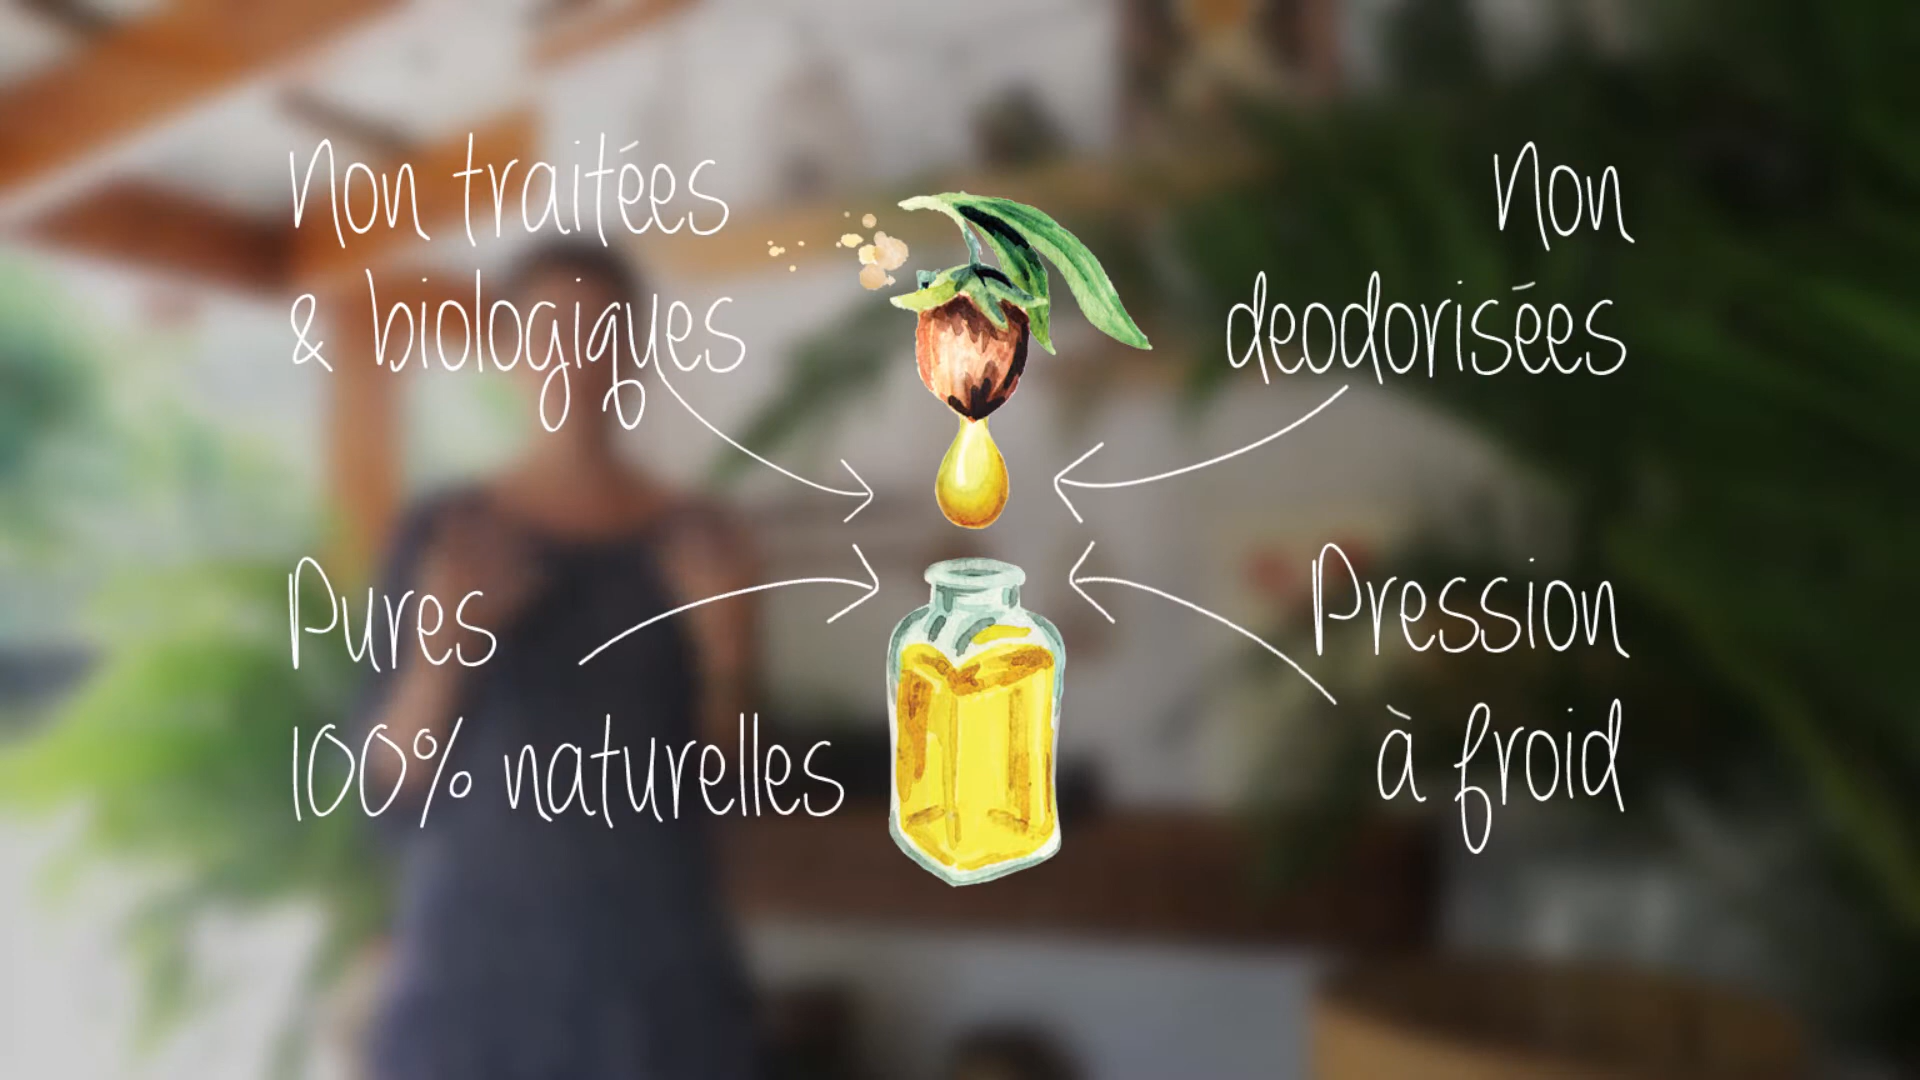 Non traitées
& biologiques
Non
deodorisées
Pures
100% naturelles
Pression
à froid